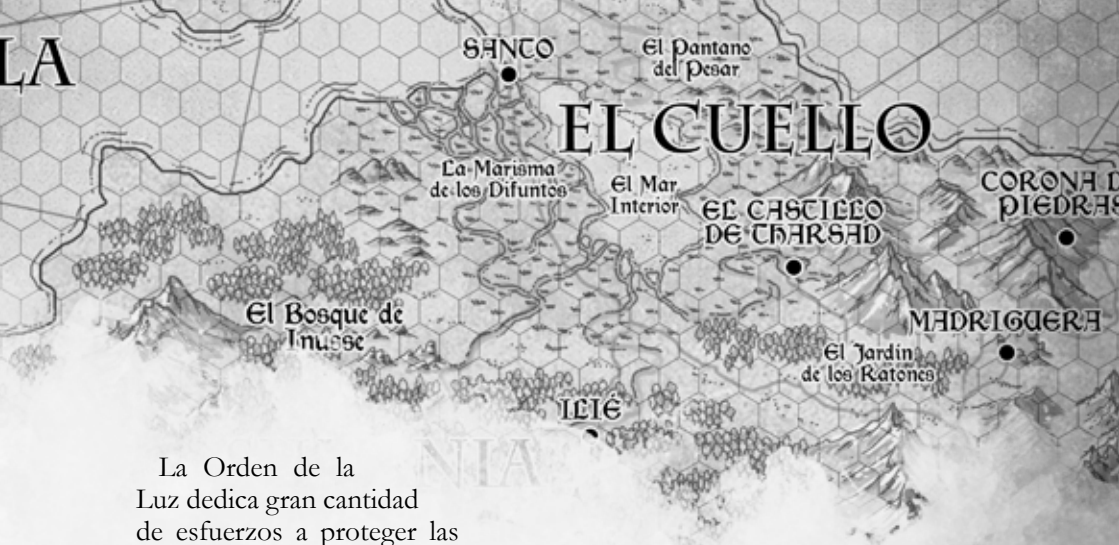 LA
SANTO
El Pantano
del Pesar
EL CUELLO
La Marisma
de los Difuntos
El Mar
Interior
EL CASTILLO
DE THARSAD
CORONA D
PIEDRAS
El Bosque de
Inusse
MADRIGUERA
El Jardín
de los Ratones
ILIÉ
NIA
La Orden de la
Luz dedica gran cantidad
de esfuerzos a proteger las